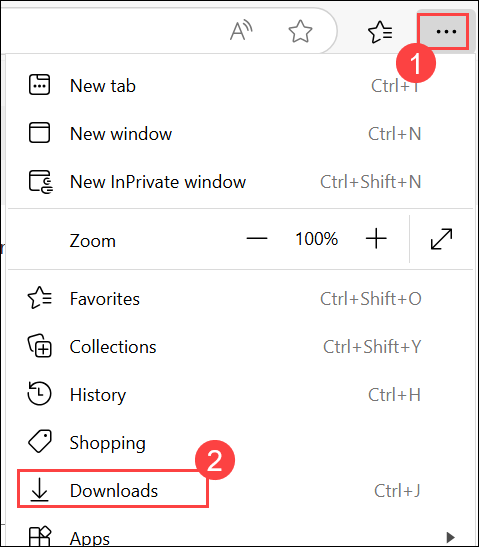 A
1
New tab Ctrl+T
New window Ctrl+N
New InPrivate window Ctrl+Shift+N
Zoom — 100% +
Favorites Ctrl+Shift+O
Collections Ctrl+Shift+Y
History Ctrl+H
Shopping
2
Downloads Ctrl+J
Apps